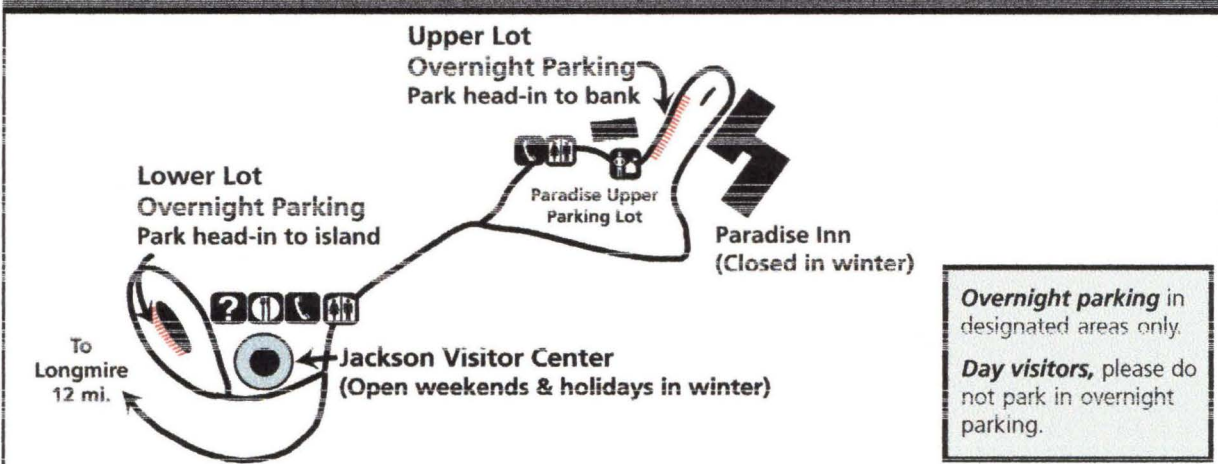 Upper Lot
Overnight Parking
Park head-in to bank
Lower Lot
Overnight Parking
Park head-in to island
Paradise Upper
Parking Lot
Paradise Inn
(Closed in winter)
?
To
Longmire
12 mi.
Jackson Visitor Center
(Open weekends & holidays in winter)
Overnight parking in
designated areas only.
Day visitors, please do
not park in overnight
parking.